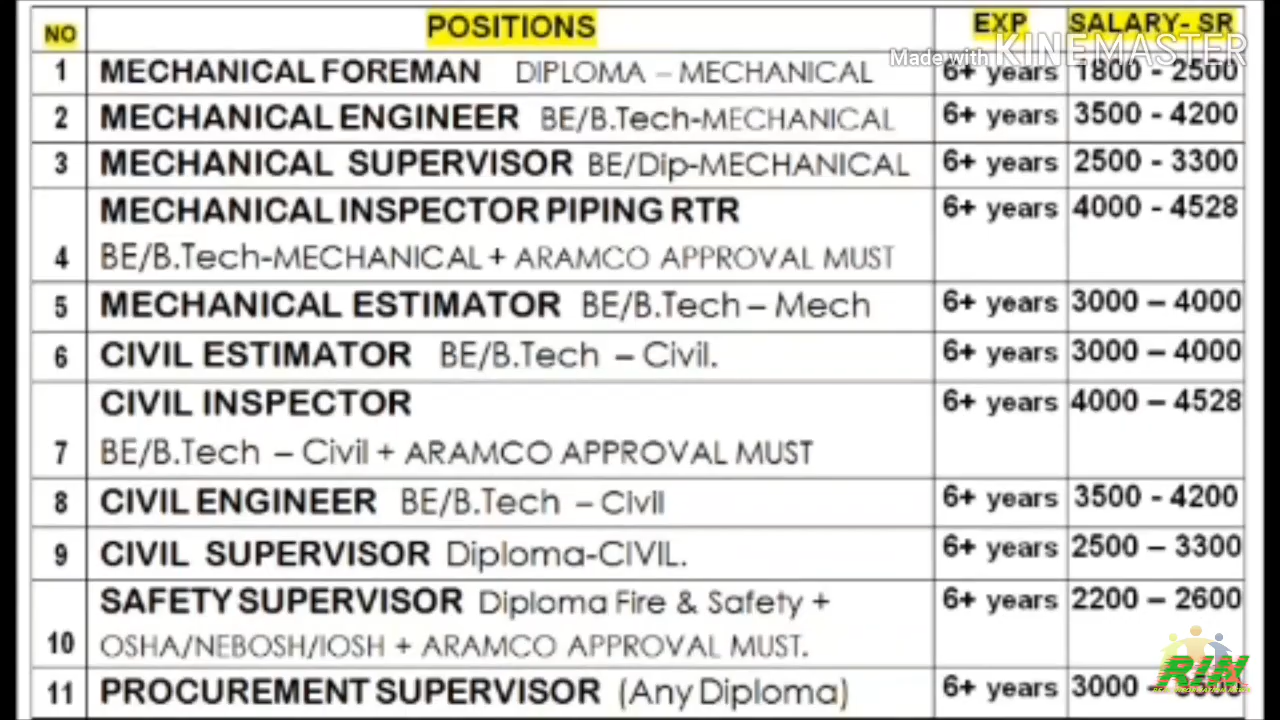 NO POSITIONS EXP SALARY- SR
Made with KINEMASTER
1 MECHANICAL FOREMAN DIPLOMA – MECHANICAL 6+ years 1800 - 2500
2 MECHANICAL ENGINEER BE/B.Tech-MECHANICAL 6+ years 3500 - 4200
3 MECHANICAL SUPERVISOR BE/Dip-MECHANICAL 6+ years 2500 - 3300
MECHANICAL INSPECTOR PIPING RTR 6+ years 4000 - 4528
4 BE/B.Tech-MECHANICAL + ARAMCO APPROVAL MUST
5 MECHANICAL ESTIMATOR BE/B.Tech – Mech 6+ years 3000 – 4000
6 CIVIL ESTIMATOR BE/B.Tech – Civil. 6+ years 3000 – 4000
CIVIL INSPECTOR 6+ years 4000 – 4528
7 BE/B.Tech – Civil + ARAMCO APPROVAL MUST
8 CIVIL ENGINEER BE/B.Tech – Civil 6+ years 3500 - 4200
9 CIVIL SUPERVISOR Diploma-CIVIL. 6+ years 2500 – 3300
SAFETY SUPERVISOR Diploma Fire & Safety + 6+ years 2200 – 2600
10 OSHA/NEBOSH/IOSH + ARAMCO APPROVAL MUST.
11 PROCUREMENT SUPERVISOR (Any Diploma) 6+ years 3000 –
RIN